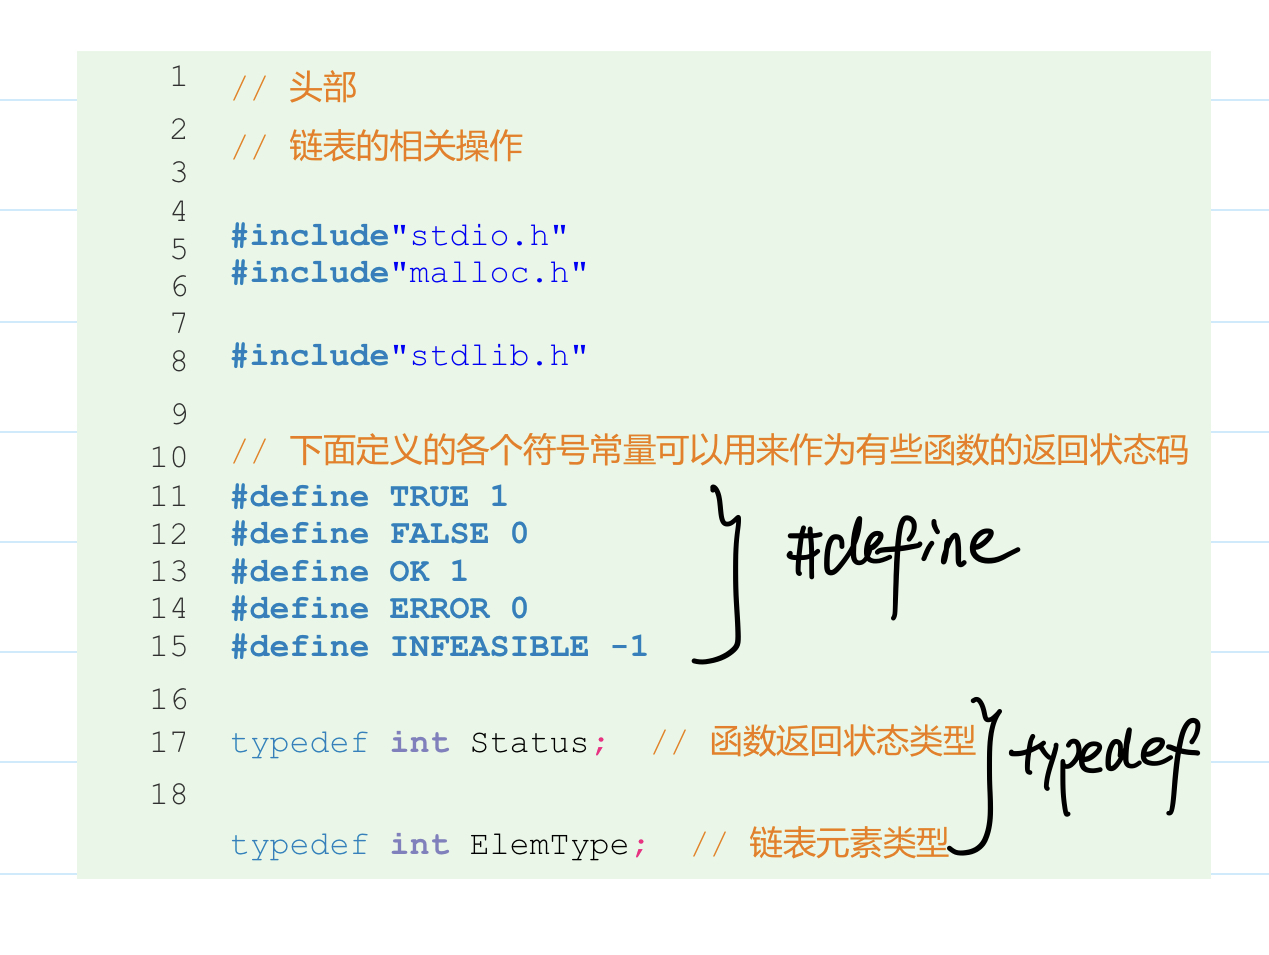 1
// 头部
2
// 链表的相关操作
3
4
#include"stdio.h"
5
#include"malloc.h"
6
7
#include"stdlib.h"
8
9
// 下面定义的各个符号常量可以用来作为有些函数的返回状态码
10
11 #define TRUE 1
12 #define FALSE 0
#define
13 #define OK 1
14 #define ERROR 0
15 #define INFEASIBLE -1
16
17 typedef int Status; // 函数返回状态类型
typedef
18
typedef int ElemType; // 链表元素类型